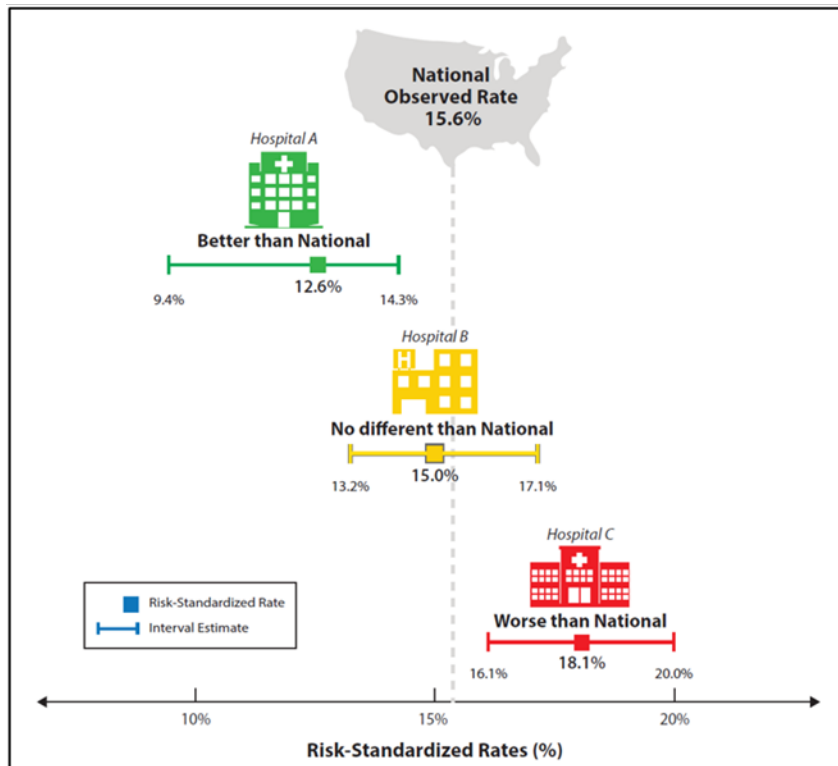 National
Observed Rate
15.6%
Hospital A
Better than National
12.6%
9.4%
14.3%
Hospital B
H
No different than National
15.0%
13.2%
17.1%
Hospital C
Worse than National
18.1%
16.1%
20.0%
Risk-Standardized Rate
Interval Estimate
10%
15%
20%
Risk-Standardized Rates (%)